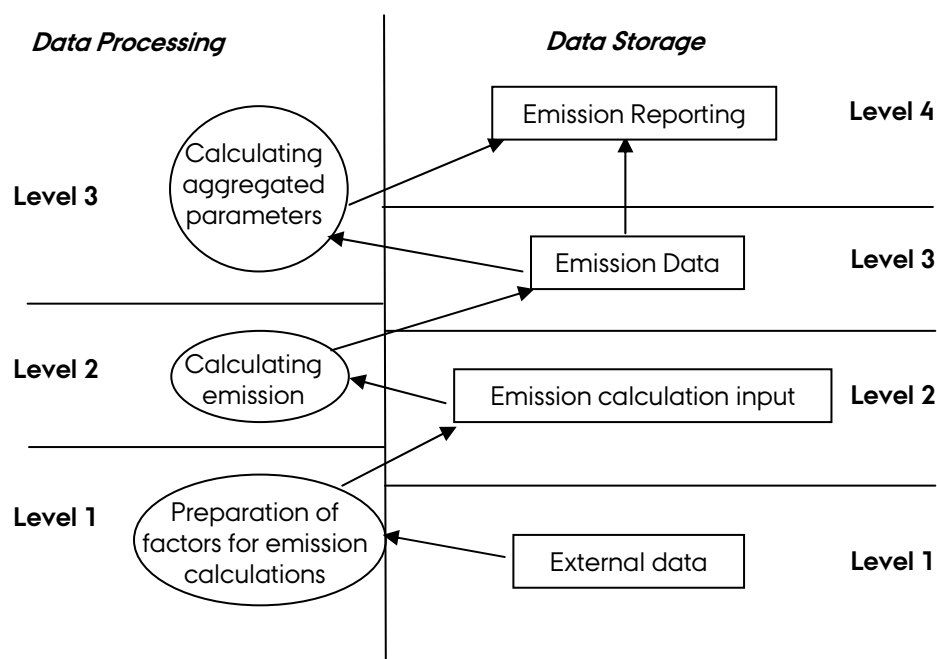 Data Processing
Data Storage
Emission Reporting
Level 4
Calculating
aggregated
parameters
Level 3
Emission Data
Level 3
Calculating
emission
Level 2
Emission calculation input
Level 2
Preparation of
factors for emission
calculations
Level 1
External data
Level 1